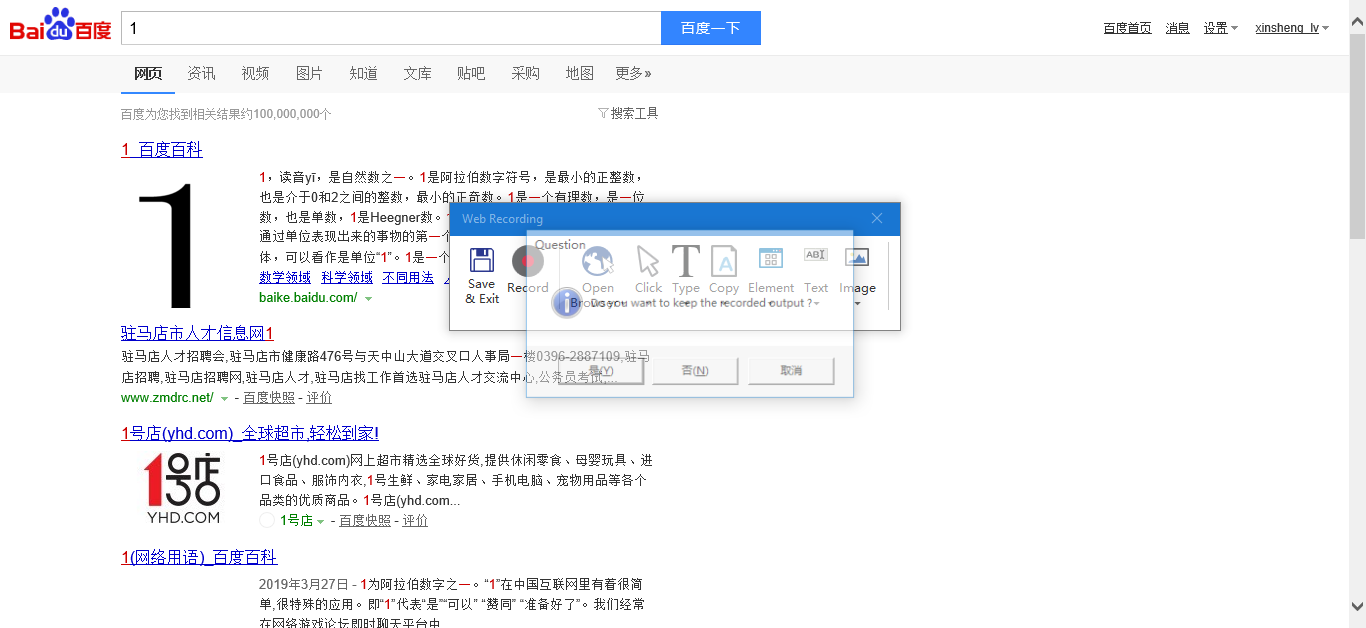 Bai du 百度
1
百度一下
百度首页 消息 设置 xinsheng_lv
网页 资讯 视频 图片 知道 文库 贴吧 采购 地图 更多»
百度为您找到相关结果约100,000,000个
搜索工具
1_百度百科
1
1，读音yī，是自然数之一。1是阿拉伯数字符号，是最小的正整数，
也是介于0和2之间的整数，最小的正奇数。1是一个有理数，是一位
数，也是单数，1是Heegner数。
通过单位表现出来的事物的第一个
体，可以看作是单位“1”。1是一个
数学领域 科学领域 不同用法
baike.baidu.com/
Web Recording
Save
& Exit
Record
Open
Browser
Click
Type
Copy
Element
Text
Image
ABI
Question
Do you want to keep the recorded output ?
是(Y)
否(N)
取消
驻马店市人才信息网1
驻马店人才招聘会,驻马店市健康路476号与天中山大道交叉口人事局一楼0396-2887109,驻马
店招聘,驻马店招聘网,驻马店人才,驻马店找工作首选驻马店人才交流中心,公务员考试,...
www.zmdrc.net/ - 百度快照 - 评价
1号店(yhd.com)_全球超市,轻松到家!
1号店
YHD.COM
1号店(yhd.com)网上超市精选全球好货,提供休闲零食、母婴玩具、进
口食品、服饰内衣,1号生鲜、家电家居、手机电脑、宠物用品等各个
品类的优质商品。1号店(yhd.com...
1号店 - 百度快照 - 评价
1(网络用语)_百度百科
2019年3月27日 - 1为阿拉伯数字之一。“1”在中国互联网里有着很简
单,很特殊的应用。即“1”代表“是”“可以” “赞同” “准备好了”。我们经常
在网络游戏论坛即时聊天平台中